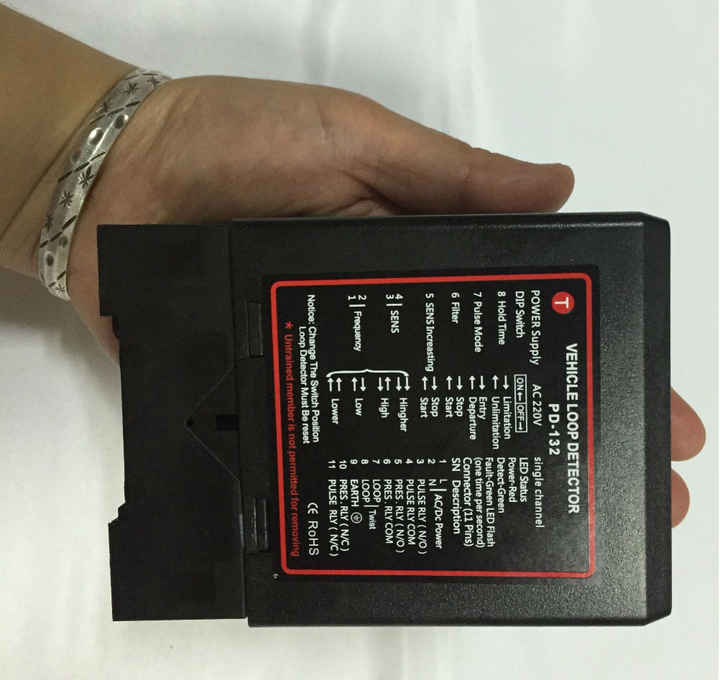 T VEHICLE LOOP DETECTOR
PD-132
POWER Supply AC 220V single channel
DIP Switch ON← OFF→
8 Hold Time ←Limitation
→Unlimitation
7 Pulse Mode ←Entry
→Departure
6 Filter ←Stop
→Start
5 SENS Increasting ←Stop
→Start
4 SENS
3
Hingher
High
2 Frequency
1
Low
Lower
Notice: Change The Switch Position
Loop Detector Must Be reset
LED Status
Power-Red
Detect-Green
Fault-Green LED Flash
(one time per second)
Connector (11 Pins)
SN Description
1 L AC/Dc Power
2 N
3 PULSE RLY (N/O)
4 PULSE RLY COM
5 PRES. RLY (N/O)
6 PRES. RLY COM
7 LOOP Twist
8 LOOP
9 EARTH
10 PRES. RLY (N/C)
11 PULSE. RLY (N/C)
CE RoHS
* Untrained member is not permitted for removing